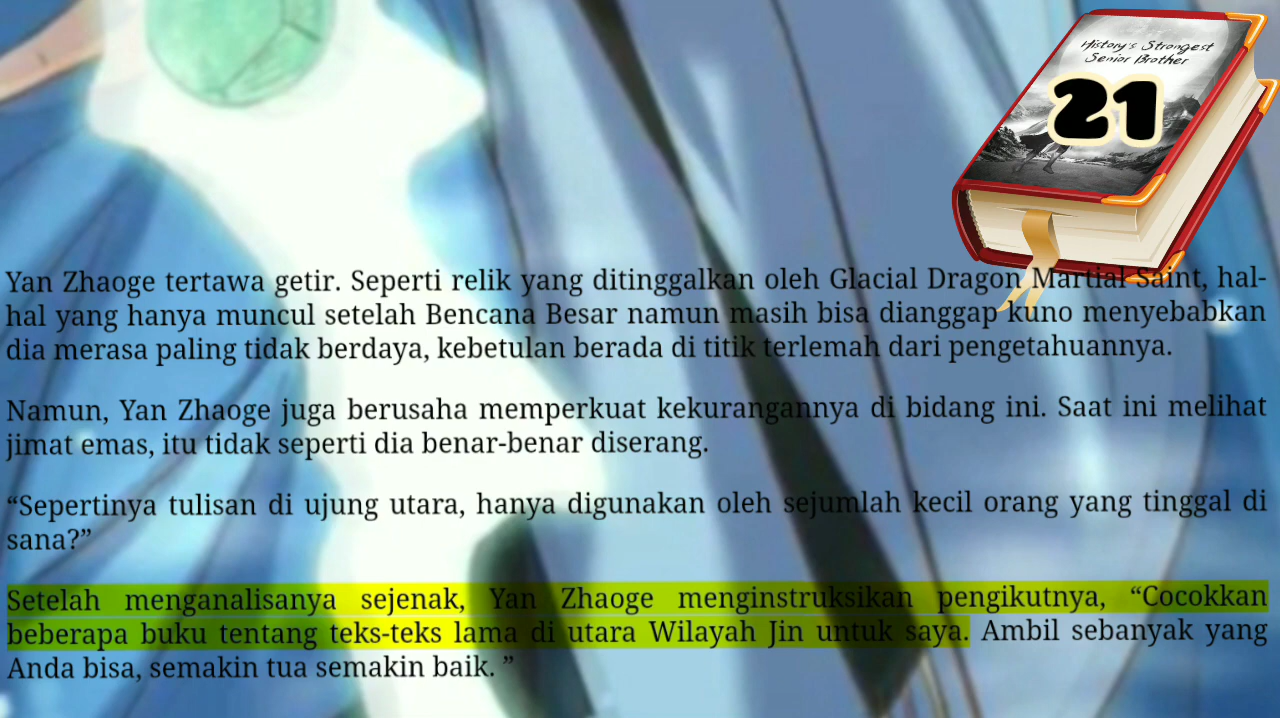 History's Strongest
Senior Brother
21
Yan Zhaoge tertawa getir. Seperti relik yang ditinggalkan oleh Glacial Dragon Martial Saint, hal-
hal yang hanya muncul setelah Bencana Besar namun masih bisa dianggap kuno menyebabkan
dia merasa paling tidak berdaya, kebetulan berada di titik terlemah dari pengetahuannya.
Namun, Yan Zhaoge juga berusaha memperkuat kekurangannya di bidang ini. Saat ini melihat
jimat emas, itu tidak seperti dia benar-benar diserang.
“Sepertinya tulisan di ujung utara, hanya digunakan oleh sejumlah kecil orang yang tinggal di
sana?”
Setelah menganalisanya sejenak, Yan Zhaoge menginstruksikan pengikutnya, “Cocokkan
beberapa buku tentang teks-teks lama di utara Wilayah Jin untuk saya. Ambil sebanyak yang
Anda bisa, semakin tua semakin baik. ”